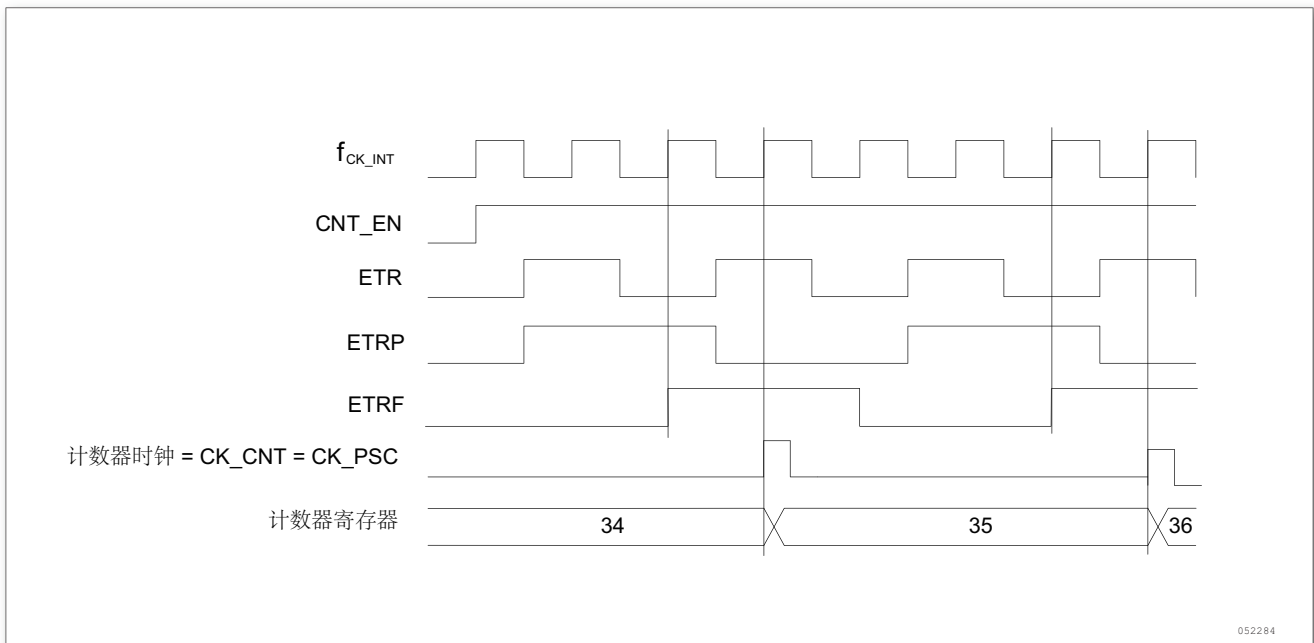 fCK_INT
CNT_EN
ETR
ETRP
ETRF
计数器时钟 = CK_CNT = CK_PSC
计数器寄存器
34
35
36
052284